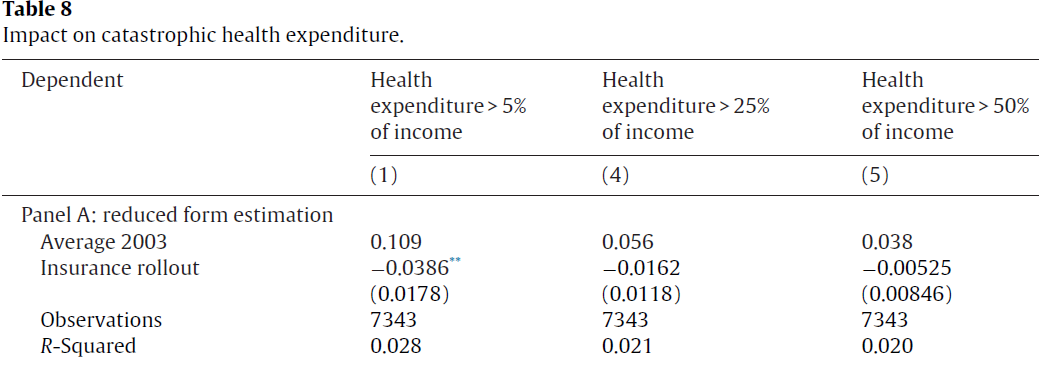 Table 8
Impact on catastrophic health expenditure.
Dependent Health expenditure > 5% of income Health expenditure > 25% of income Health expenditure > 50% of income
(1) (4) (5)
Panel A: reduced form estimation
Average 2003 0.109 0.056 0.038
Insurance rollout −0.0386** −0.0162 −0.00525
(0.0178) (0.0118) (0.00846)
Observations 7343 7343 7343
R-Squared 0.028 0.021 0.020